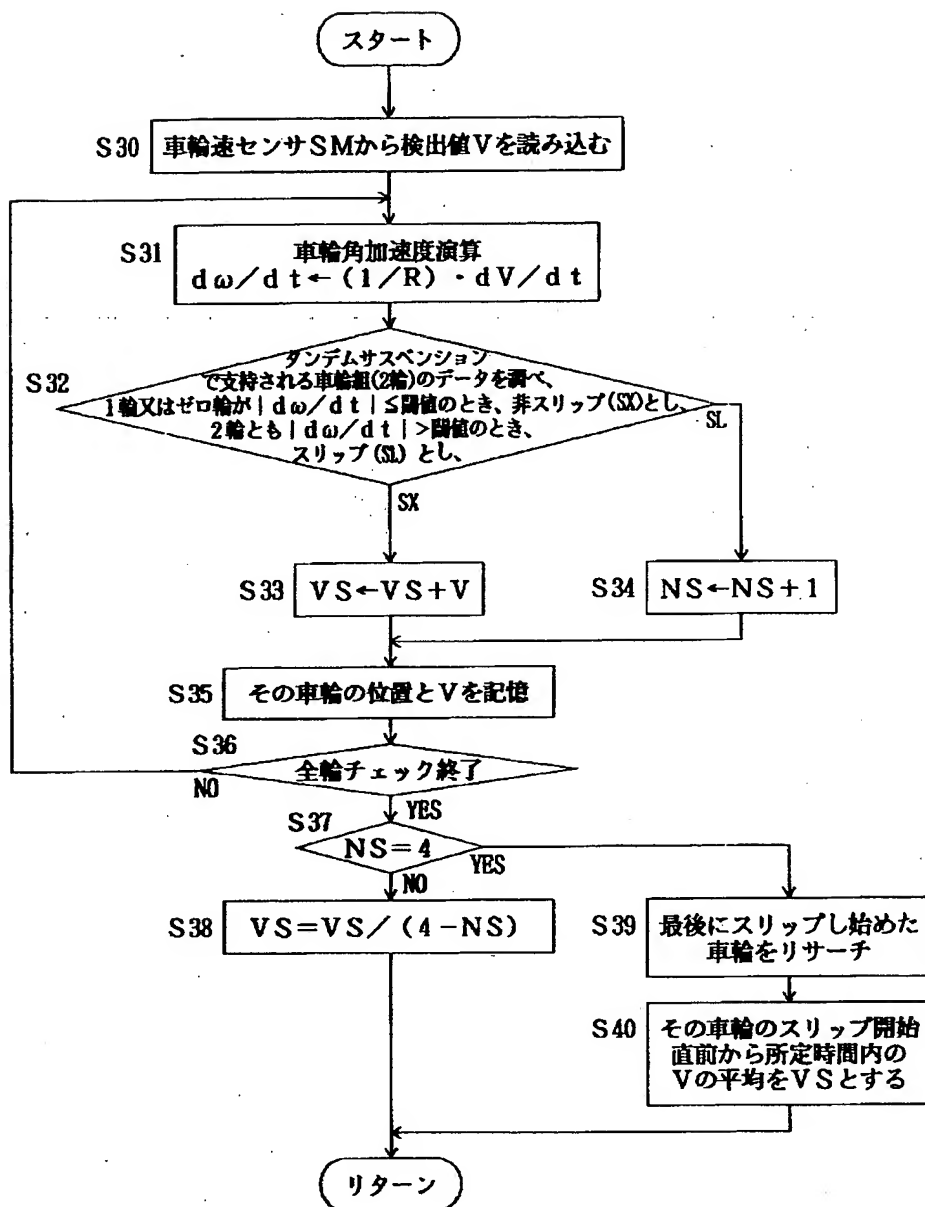 スタート
S30
車輪速センサSMから検出値Vを読み込む
S31
車輪角加速度演算
dω/dt←(1/R)・dV/dt
S32
タンデムサスペンション
で支持される車輪組(2輪)のデータを調べ、
1輪又はゼロ輪が|dω/dt|≦閾値のとき、非スリップ(SX)とし、
2輪とも|dω/dt|>閾値のとき、
スリップ(SL)とし、
SL
SX
S33
VS←VS+V
S34
NS←NS+1
S35
その車輪の位置とVを記憶
S36
全輪チェック終了
NO
YES
S37
NS=4
YES
NO
S38
VS=VS/(4-NS)
S39
最後にスリップし始めた
車輪をリサーチ
S40
その車輪のスリップ開始
直前から所定時間内の
Vの平均をVSとする
リターン